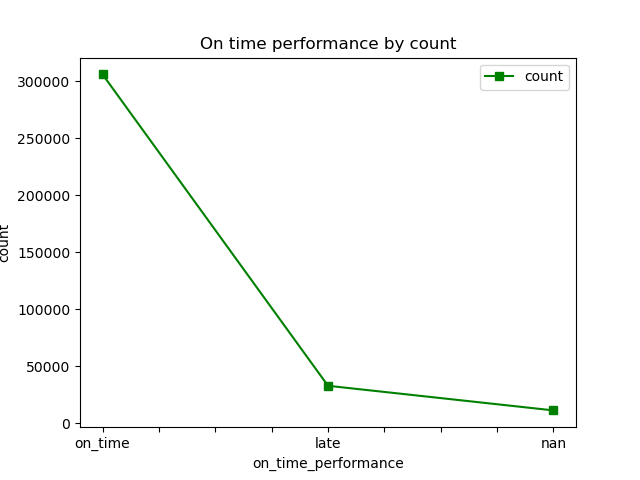 On time performance by count
count
300000
250000
200000
150000
100000
50000
0
count
on_time
late
nan
on_time_performance